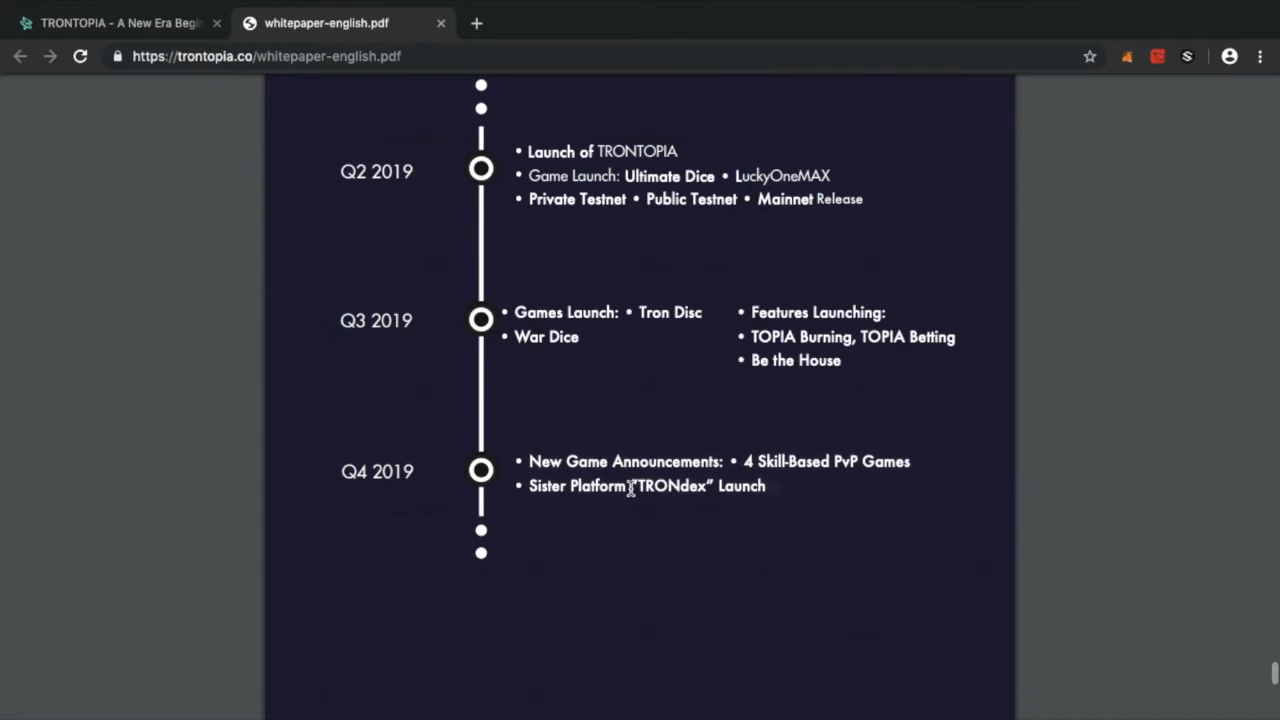 TRONTOPIA - A New Era Begin
whitepaper-english.pdf
https://trontopia.co/whitepaper-english.pdf
Q2 2019
• Launch of TRONTOPIA
• Game Launch: Ultimate Dice • LuckyOneMAX
• Private Testnet • Public Testnet • Mainnet Release
Q3 2019
• Games Launch: • Tron Disc
• War Dice
• Features Launching:
• TOPIA Burning, TOPIA Betting
• Be the House
Q4 2019
• New Game Announcements: • 4 Skill-Based PvP Games
• Sister Platform “TRONdex” Launch